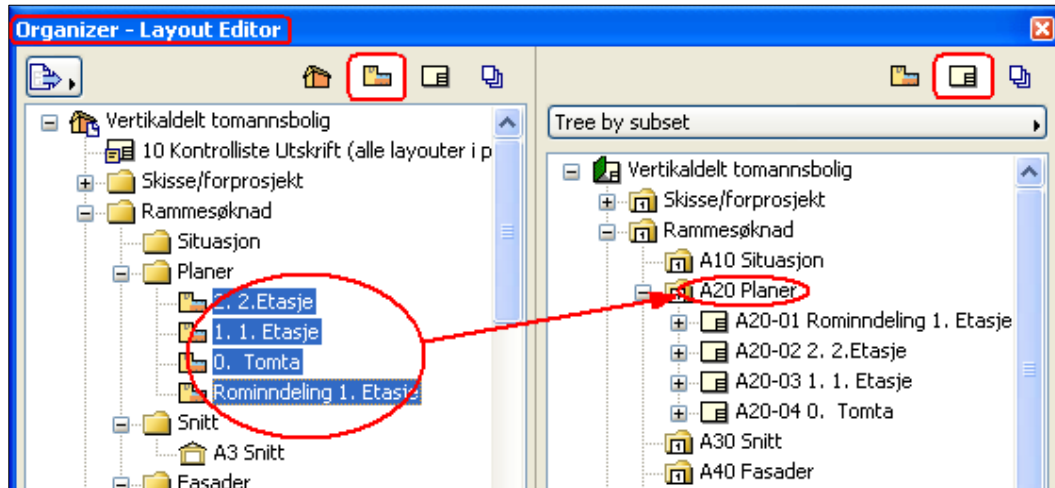 Organizer - Layout Editor
Vertikaldelt tomannsbolig
10 Kontrolliste Utskrift (alle layouter i p
Skisse/forprosjekt
Rammesøknad
Situasjon
Planer
2. 2.Etasje
1. 1. Etasje
0. Tomta
Rominndeling 1. Etasje
Snitt
A3 Snitt
Fasader
Tree by subset
Vertikaldelt tomannsbolig
Skisse/forprosjekt
Rammesøknad
A10 Situasjon
A20 Planer
A20-01 Rominndeling 1. Etasje
A20-02 2. 2.Etasje
A20-03 1. 1. Etasje
A20-04 0. Tomta
A30 Snitt
A40 Fasader